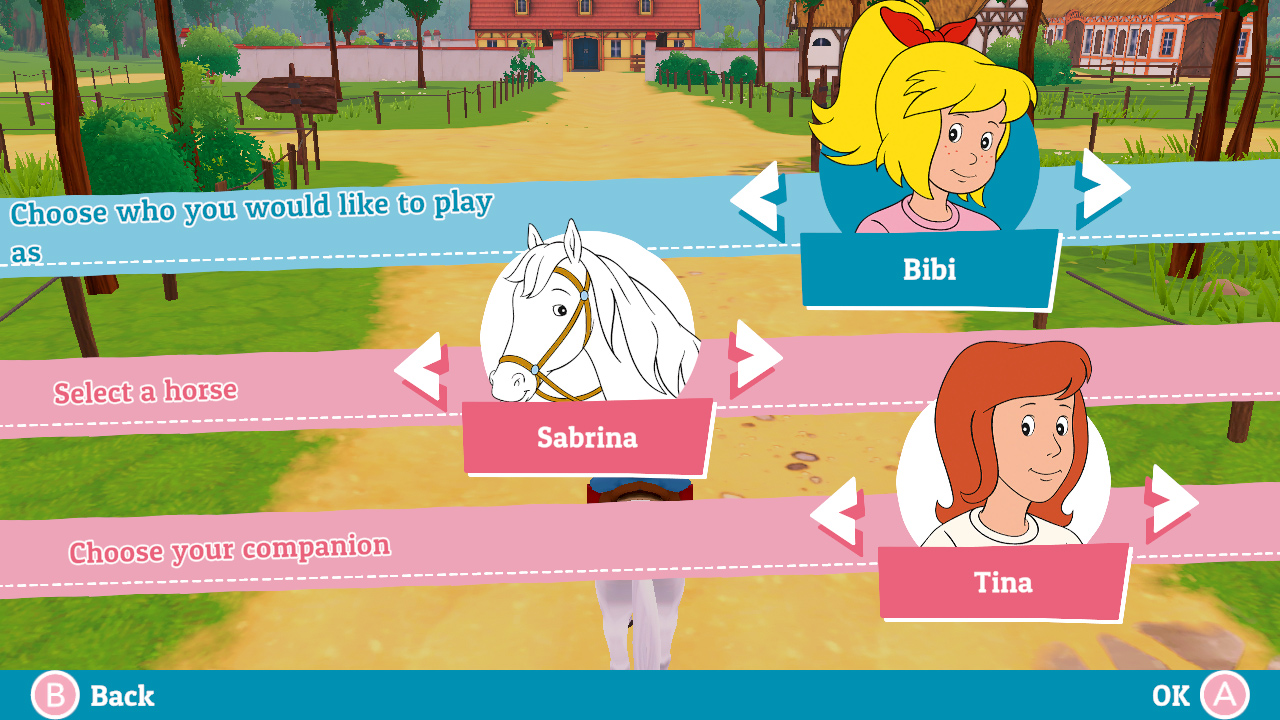 Choose who you would like to play
as
Bibi
Select a horse
Sabrina
Choose your companion
Tina
B Back
OK A